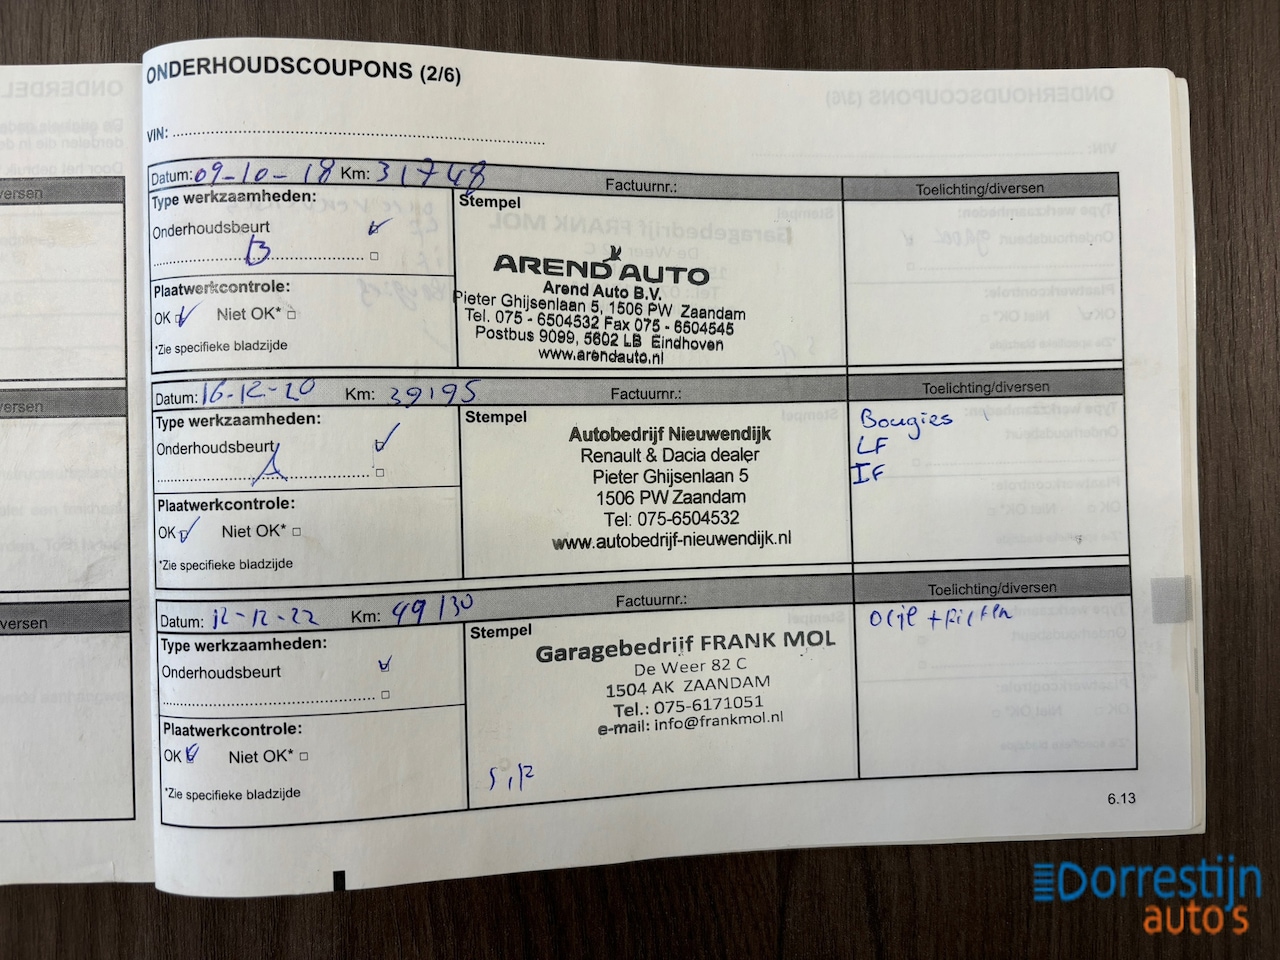 ONDERHOUDSCOUPONS (2/6)
VIN:
Datum: 09-10-18 Km: 31748 Factuurnr.: Toelichting/diversen
Type werkzaamheden:
Onderhoudsbeurt
B
Plaatwerkcontrole:
OK Niet OK*
*Zie specifieke bladzijde
Stempel
AREND AUTO
Arend Auto B.V.
Pieter Ghijsenlaan 5, 1506 PW Zaandam
Tel. 075 - 6504532 Fax 075 - 6504545
Postbus 9099, 5602 LB Eindhoven
www.arendauto.nl
Datum: 16-12-20 Km: 39195 Factuurnr.: Toelichting/diversen
Type werkzaamheden:
Onderhoudsbeurt
A
Plaatwerkcontrole:
OK Niet OK*
*Zie specifieke bladzijde
Stempel
Autobedrijf Nieuwendijk
Renault & Dacia dealer
Pieter Ghijsenlaan 5
1506 PW Zaandam
Tel: 075-6504532
www.autobedrijf-nieuwendijk.nl
Bougies
LF
IF
Datum: 12-12-22 Km: 49130 Factuurnr.: Toelichting/diversen
Type werkzaamheden:
Onderhoudsbeurt
Plaatwerkcontrole:
OK Niet OK*
*Zie specifieke bladzijde
Stempel
Garagebedrijf FRANK MOL
De Weer 82 C
1504 AK ZAANDAM
Tel.: 075-6171051
e-mail: info@frankmol.nl
Olie + filter
6.13
versen
versen
versen
Dorrestijn
auto's